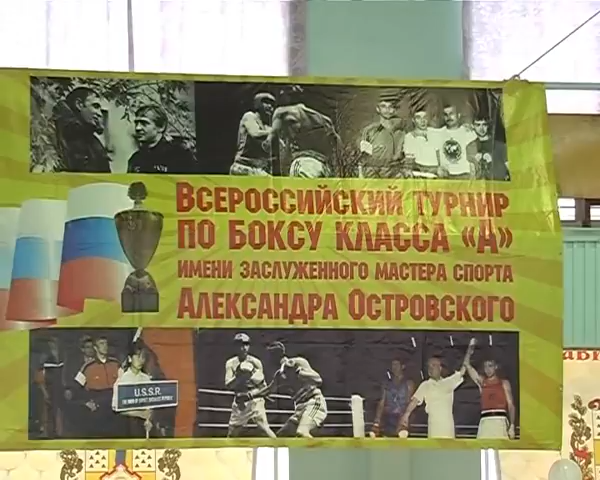 Всероссийский турнир
по боксу класса «Д»
имени заслуженного мастера спорта
Александра Островского
U.S.S.R.